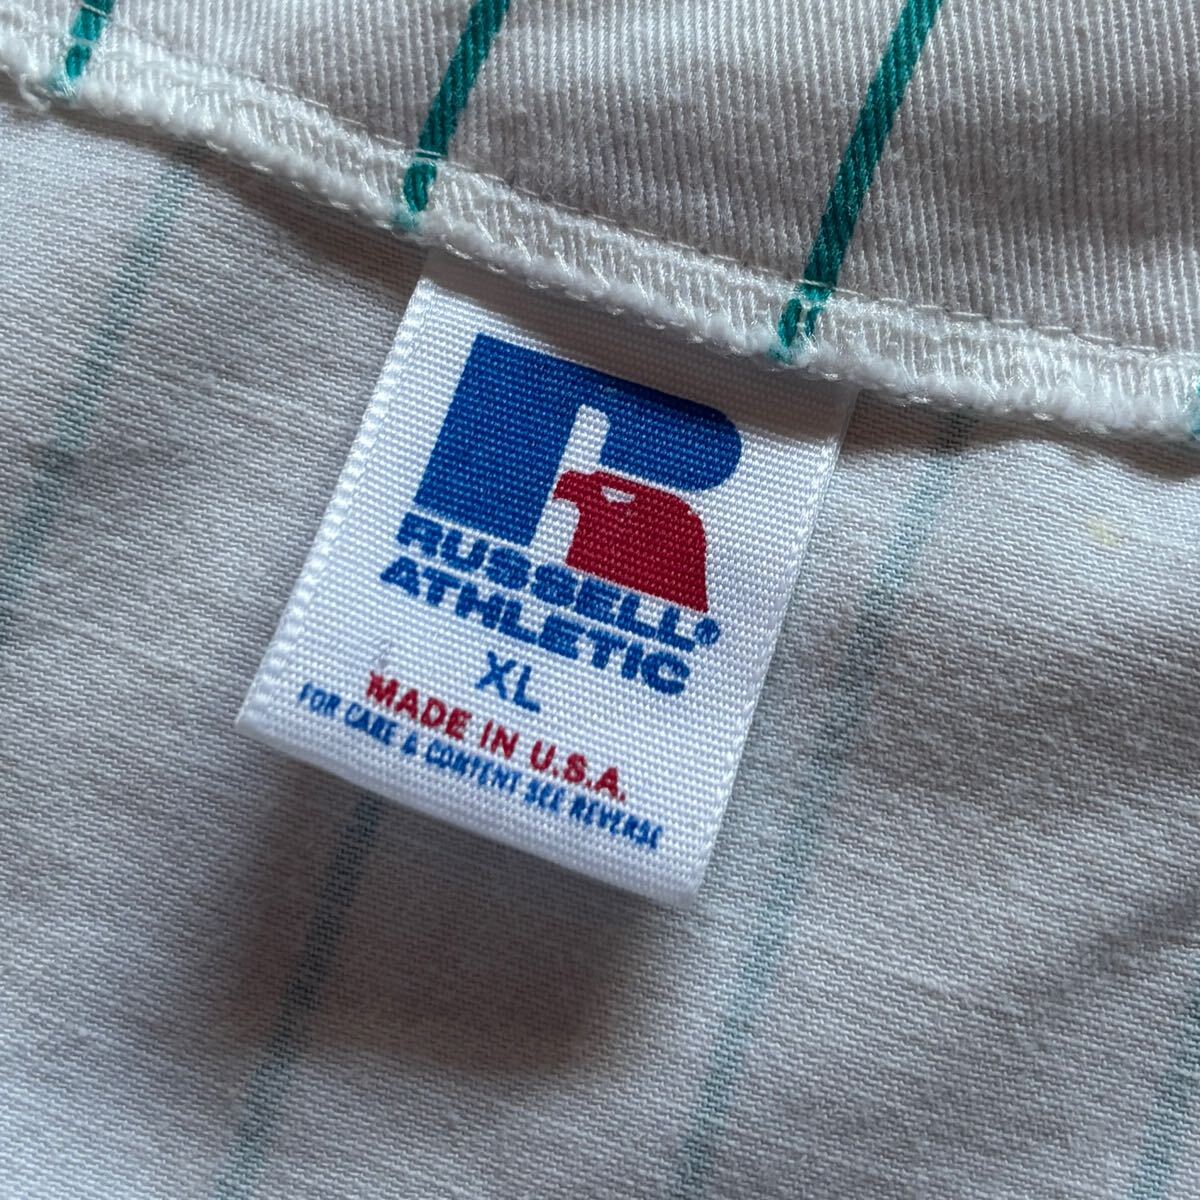 R
RUSSELL®
ATHLETIC
XL
MADE IN U.S.A.
FOR CARE & CONTENT SEE REVERSE